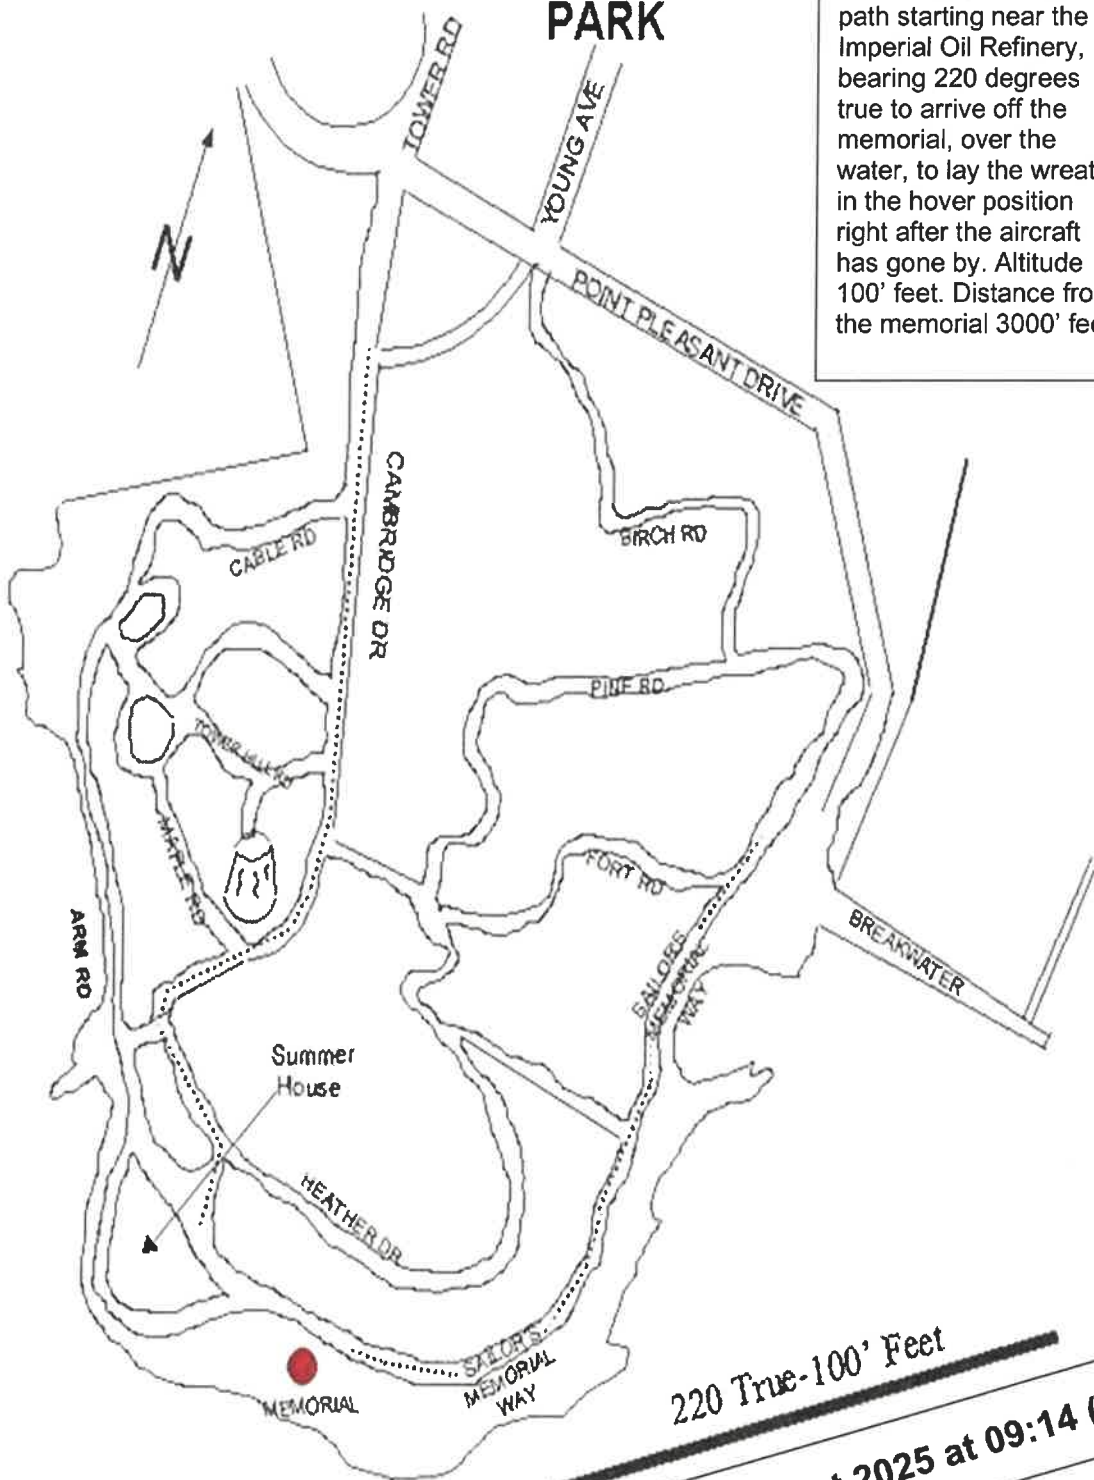 PARK
path starting near the
Imperial Oil Refinery,
bearing 220 degrees
true to arrive off the
memorial, over the
water, to lay the
in the hover position
right after the aircraft
has gone by. Altitude
100' feet. Distance
the memorial 3000'
TOWER RD
YOUNG AVE
N
POINT PLEASANT DRIVE
CAMBRIDGE DR
CABLE RD
BIRCH RD
PINE RD
TOWER HILL RD
MAPLE RD
FORT RD
ARM RD
SAILORS
MEMORIAL
WAY
BREAKWATER
Summer
House
HEATHER DR
SAILOR'S
MEMORIAL
WAY
MEMORIAL
220 True-100' Feet
2025 at 09:14